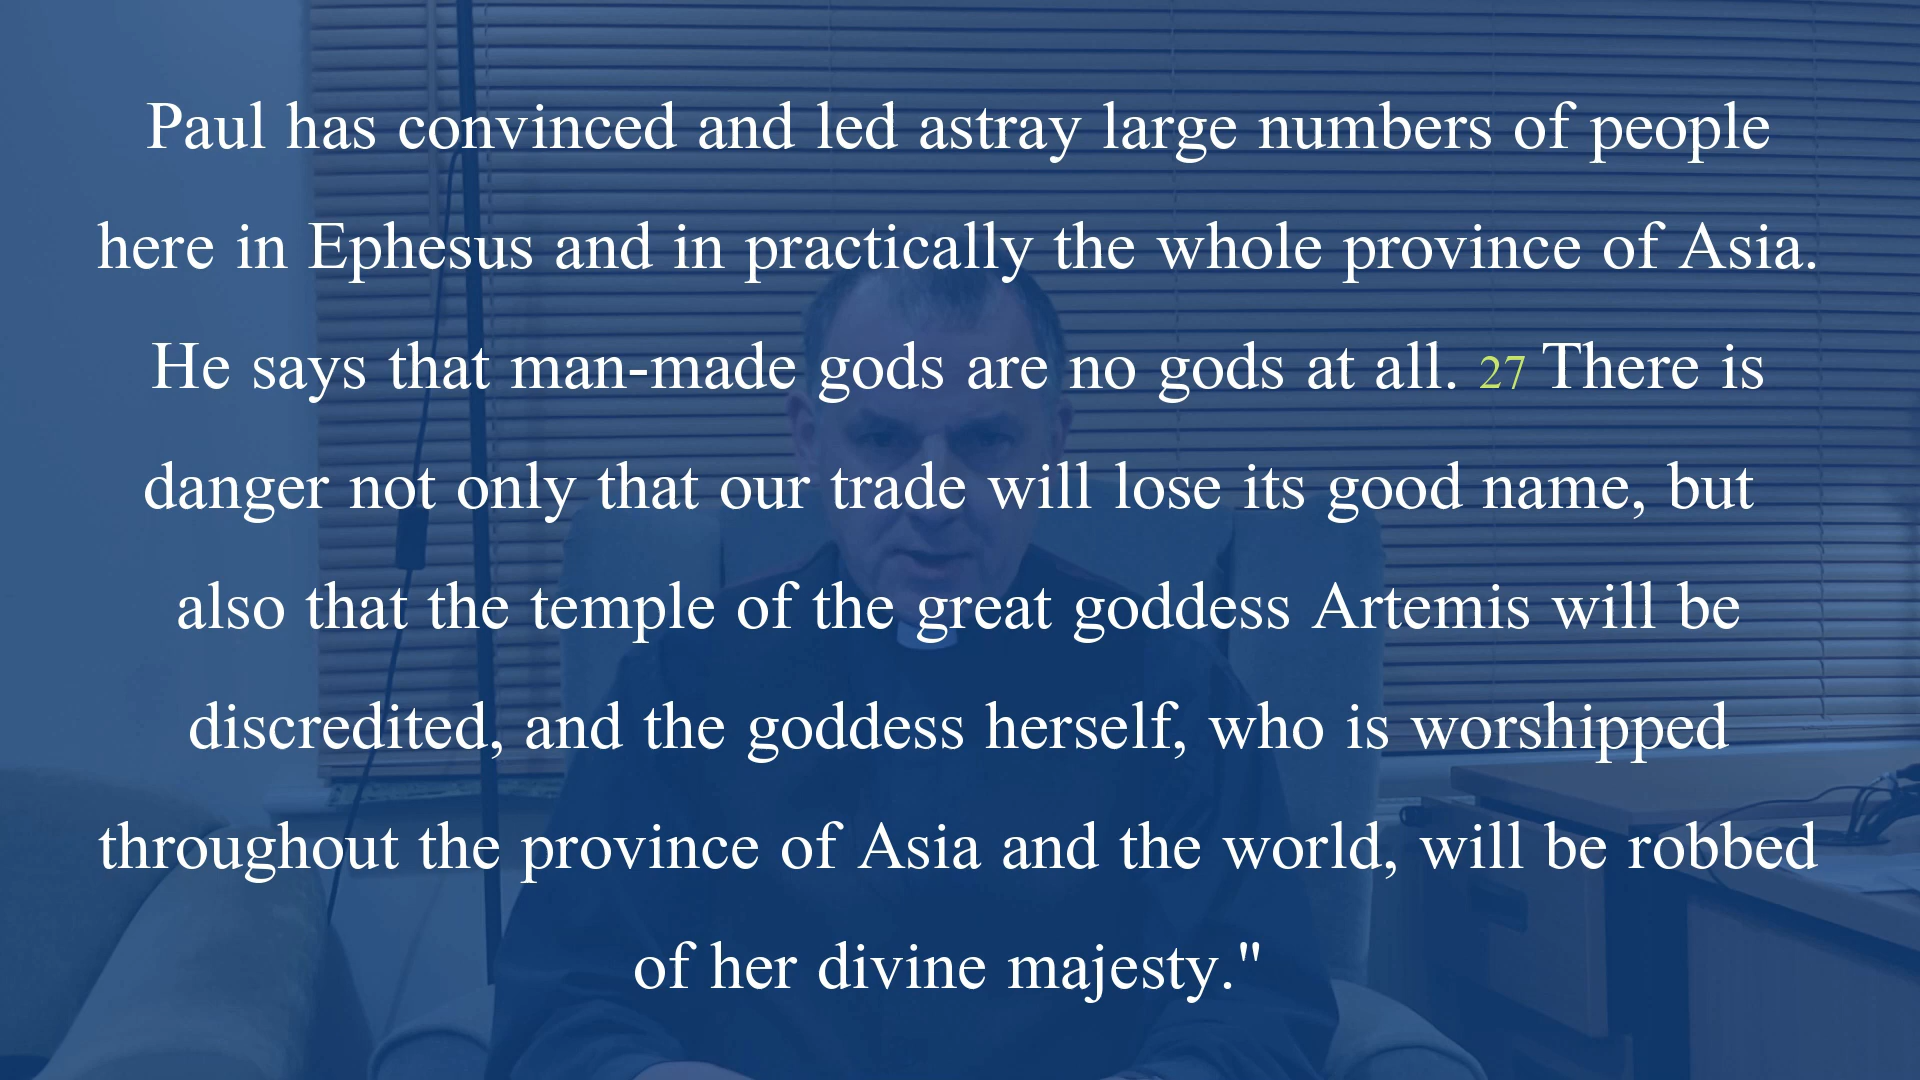 Paul has convinced and led astray large numbers of people
here in Ephesus and in practically the whole province of Asia.
He says that man-made gods are no gods at all. 27 There is
danger not only that our trade will lose its good name, but
also that the temple of the great goddess Artemis will be
discredited, and the goddess herself, who is worshipped
throughout the province of Asia and the world, will be robbed
of her divine majesty."